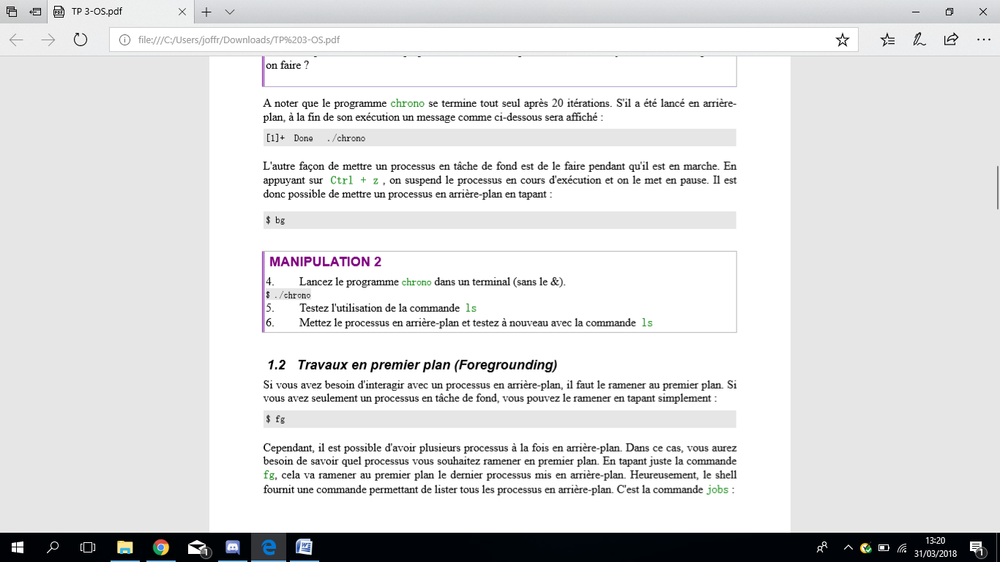 TP 3-OS.pdf
file:///C:/Users/joffr/Downloads/TP%203-OS.pdf
on faire ?
A noter que le programme chrono se termine tout seul après 20 itérations. S'il a été lancé en arrière-
plan, à la fin de son exécution un message comme ci-dessous sera affiché :
[1]+ Done ./chrono
L'autre façon de mettre un processus en tâche de fond est de le faire pendant qu'il est en marche. En
appuyant sur Ctrl + z , on suspend le processus en cours d'exécution et on le met en pause. Il est
donc possible de mettre un processus en arrière-plan en tapant :
$ bg
MANIPULATION 2
4. Lancez le programme chrono dans un terminal (sans le &).
$ ./chrono
5. Testez l'utilisation de la commande ls
6. Mettez le processus en arrière-plan et testez à nouveau avec la commande ls
1.2 Travaux en premier plan (Foregrounding)
Si vous avez besoin d'interagir avec un processus en arrière-plan, il faut le ramener au premier plan. Si
vous avez seulement un processus en tâche de fond, vous pouvez le ramener en tapant simplement :
$ fg
Cependant, il est possible d'avoir plusieurs processus à la fois en arrière-plan. Dans ce cas, vous aurez
besoin de savoir quel processus vous souhaitez ramener en premier plan. En tapant juste la commande
fg, cela va ramener au premier plan le dernier processus mis en arrière-plan. Heureusement, le shell
fournit une commande permettant de lister tous les processus en arrière-plan. C'est la commande jobs :
13:20
31/03/2018